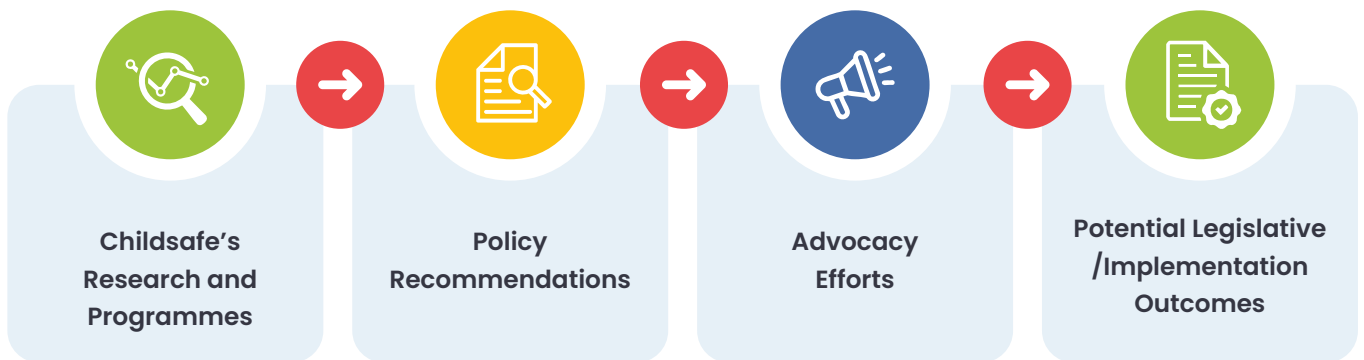 Childsafe’s
Research and
Programmes
Policy
Recommendations
Advocacy
Efforts
Potential Legislative
/Implementation
Outcomes